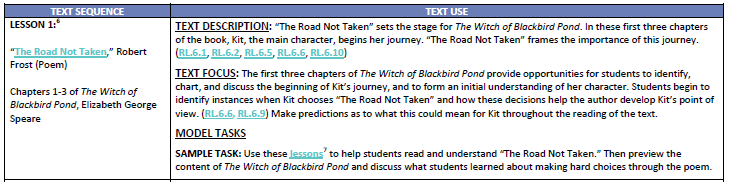 TEXT SEQUENCE
TEXT USE
LESSON 1:⁶
"The Road Not Taken," Robert
Frost (Poem)
Chapters 1-3 of The Witch of
Blackbird Pond, Elizabeth George
Speare
TEXT DESCRIPTION: "The Road Not Taken" sets the stage for The Witch of Blackbird Pond. In these first three chapters
of the book, Kit, the main character, begins her journey. "The Road Not Taken" frames the importance of this journey.
(RL.6.1, RL.6.2, RL.6.5, RL.6.6, RL.6.10)
TEXT FOCUS: The first three chapters of The Witch of Blackbird Pond provide opportunities for students to identify,
chart, and discuss the beginning of Kit's journey, and to form an initial understanding of her character. Students begin to
identify instances when Kit chooses "The Road Not Taken" and how these decisions help the author develop Kit's point of
view. (RL.6.6, RL.6.9) Make predictions as to what this could mean for Kit throughout the reading of the text.
MODEL TASKS
SAMPLE TASK: Use these lessons⁷ to help students read and understand "The Road Not Taken." Then preview the
content of The Witch of Blackbird Pond and discuss what students learned about making hard choices through the poem.